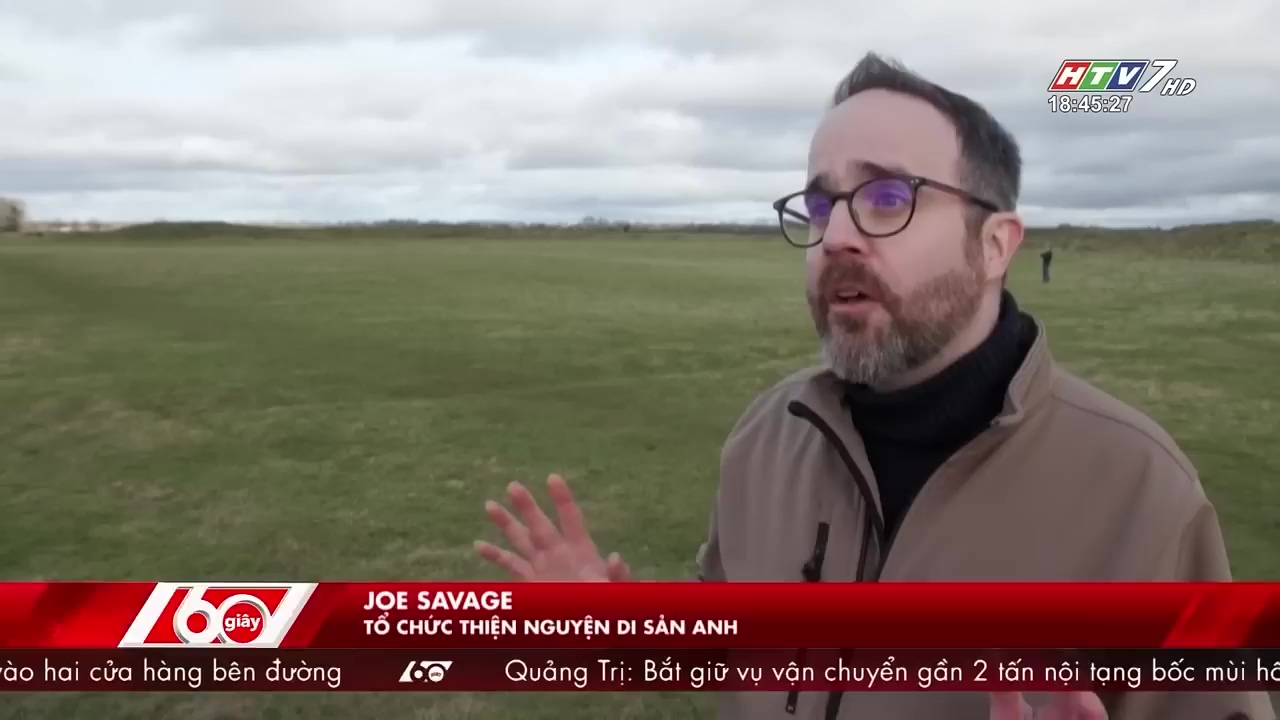 HTV7 HD
18:45:27
60 giây
JOE SAVAGE
TỔ CHỨC THIỆN NGUYỆN DI SẢN ANH
vào hai cửa hàng bên đường 60 giây Quảng Trị: Bắt giữ vụ vận chuyển gần 2 tấn nội tạng bốc mùi